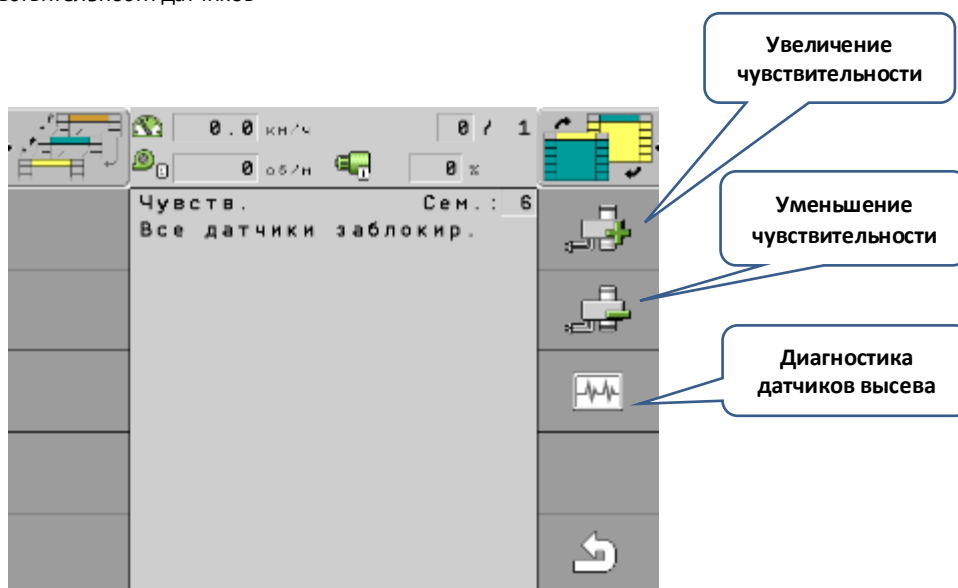 Увеличение
чувствительности
0.0 км/ч 0 / 1
0 об/н 0 %
Чувств. Сем.: 6
Все датчики заблокир.
Уменьшение
чувствительности
Диагностика
датчиков высева